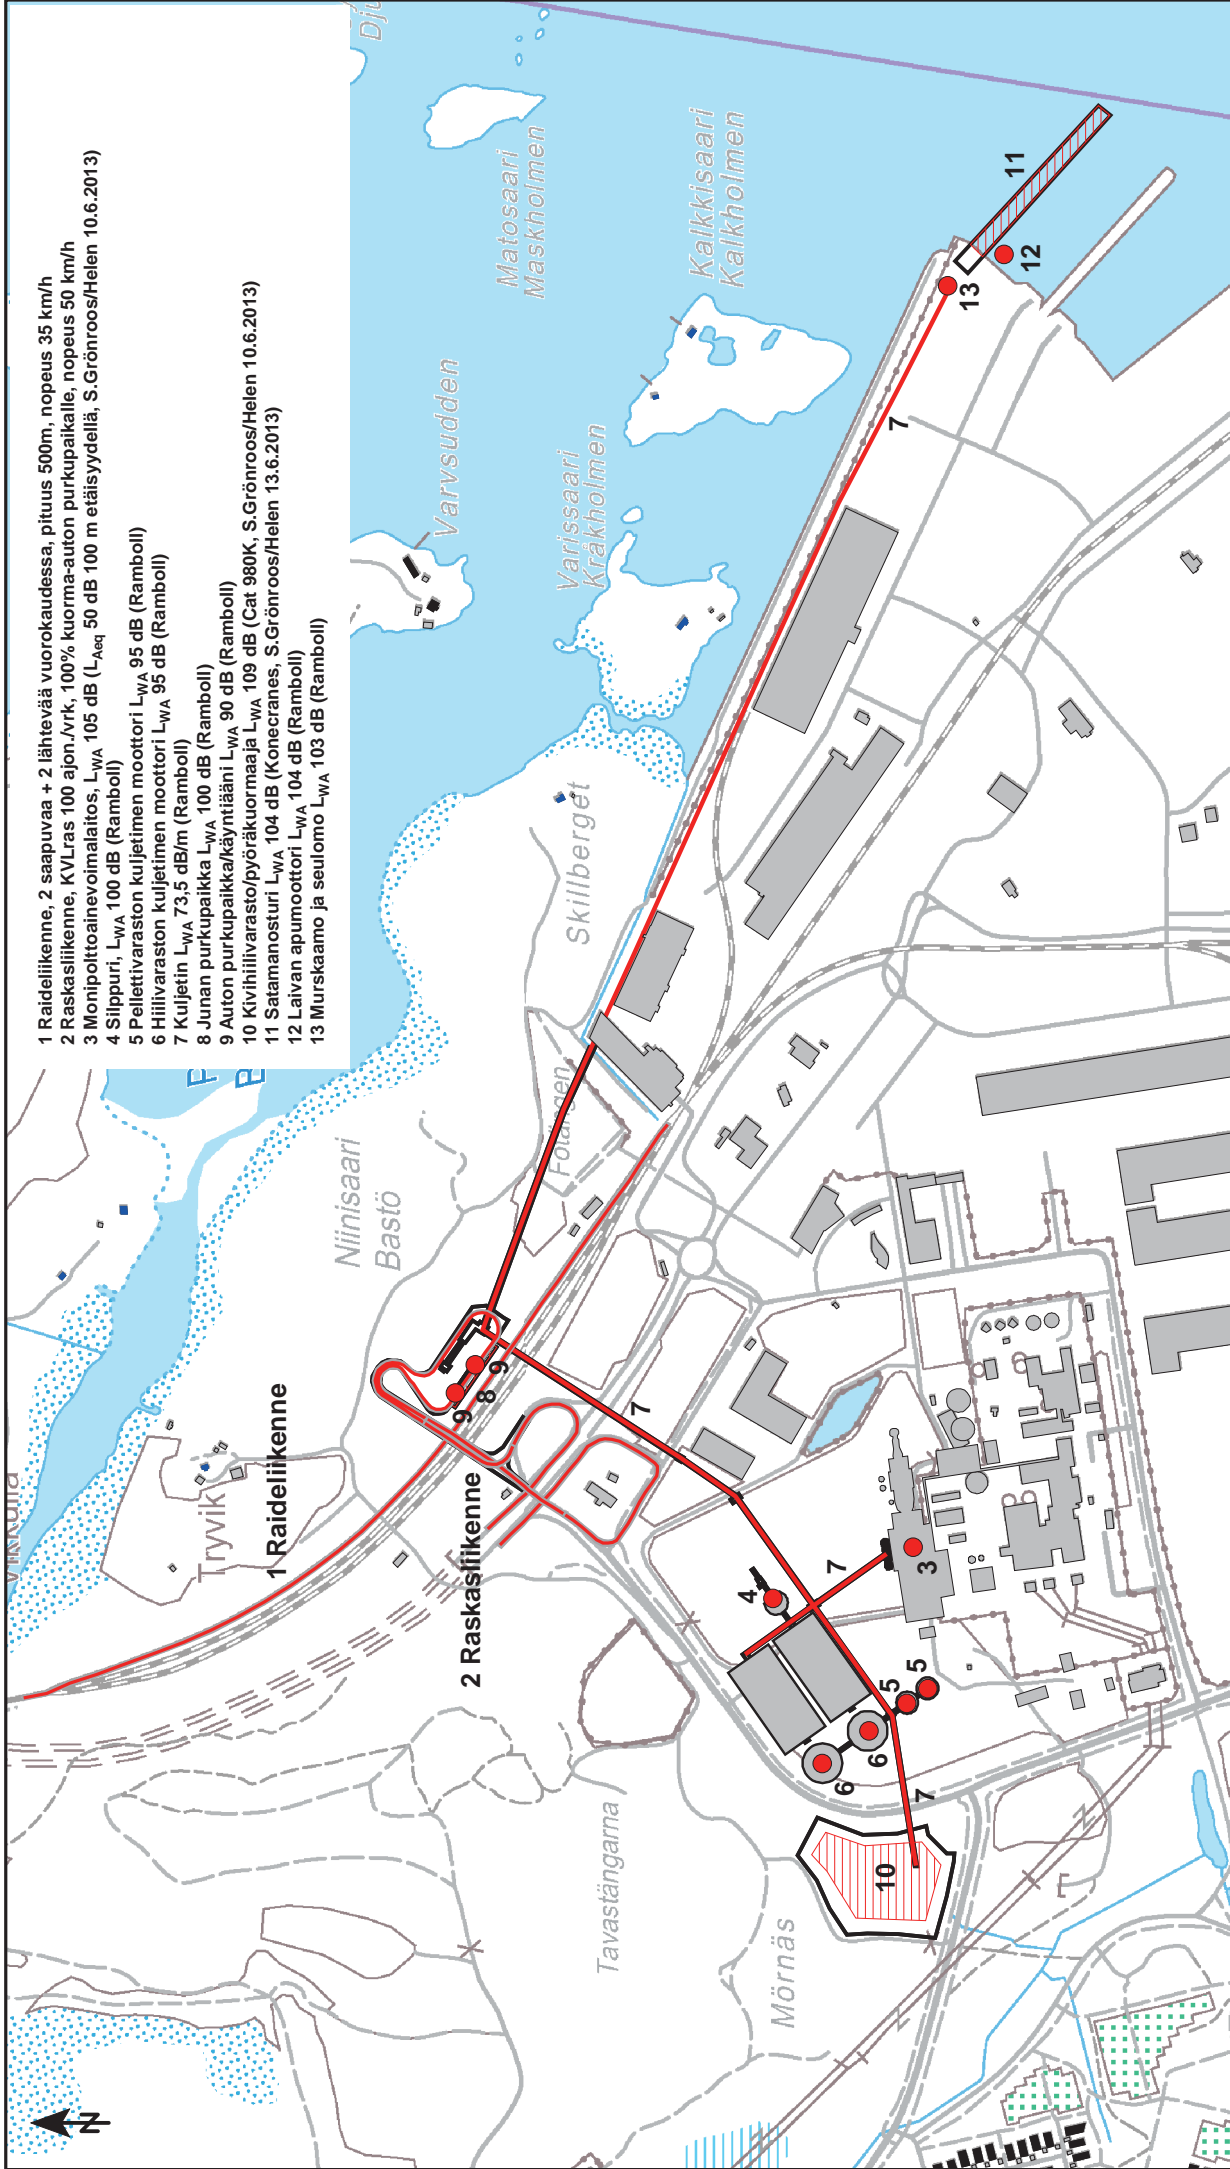 1 Raideliikenne, 2 saapuvaa + 2 lähtevää vuorokaudessa, pituus 500m, nopeus 35 km/h
2 Raskasliikenne, KVLras 100 ajon./vrk, 100% kuorma-auton purkupaikalle, nopeus 50 km/h
3 Monipolttoainevoimalaitos, LWA 105 dB (LAeq 50 dB 100 m etäisyydellä, S.Grönroos/Helen 10.6.2013)
4 Silppuri, LWA 100 dB (Ramboll)
5 Pellettivaraston kuljetimen moottori LWA 95 dB (Ramboll)
6 Hiilivaraston kuljetimen moottori LWA 95 dB (Ramboll)
7 Kuljetin LWA 73,5 dB/m (Ramboll)
8 Junan purkupaikka LWA 100 dB (Ramboll)
9 Auton purkupaikka/käyntiääni LWA 90 dB (Ramboll)
10 Kivihiilivarasto/pyöräkuormaaja LWA 109 dB (Cat 980K, S.Grönroos/Helen 10.6.2013)
11 Satamanosturi LWA 104 dB (Konecranes, S.Grönroos/Helen 13.6.2013)
12 Laivan apumoottori LWA 104 dB (Ramboll)
13 Murskaamo ja seulomo LWA 103 dB (Ramboll)
N
Dju
Matosaari
Maskholmen
Kalkkisaari
Kalkholmen
Varvsudden
Varissaari
Kråkholmen
Skillberget
P
B
Niinisaari
Bastö
Fölängen
Tryvik
1 Raideliikenne
2 Raskasliikenne
Tavastängarna
Mörnäs
11
12
13
7
9
8
9
7
4
7
3
5
5
6
6
7
10